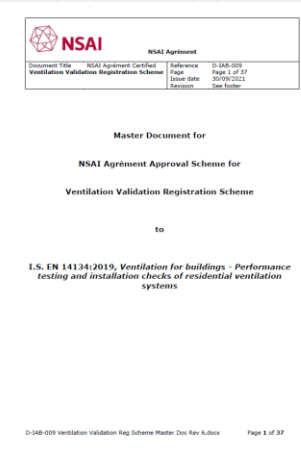 NSAI
NSAI Agrément
Document Title NSAI Agrément Certified Reference D-IAB-009
Ventilation Validation Registration Scheme Page Page 1 of 37
Issue date 30/09/2021
Revision See footer
Master Document for
NSAI Agrément Approval Scheme for
Ventilation Validation Registration Scheme
to
I.S. EN 14134:2019, Ventilation for buildings - Performance
testing and installation checks of residential ventilation
systems
D-IAB-009 Ventilation Validation Reg Scheme Master Doc Rev 6.docx Page 1 of 37